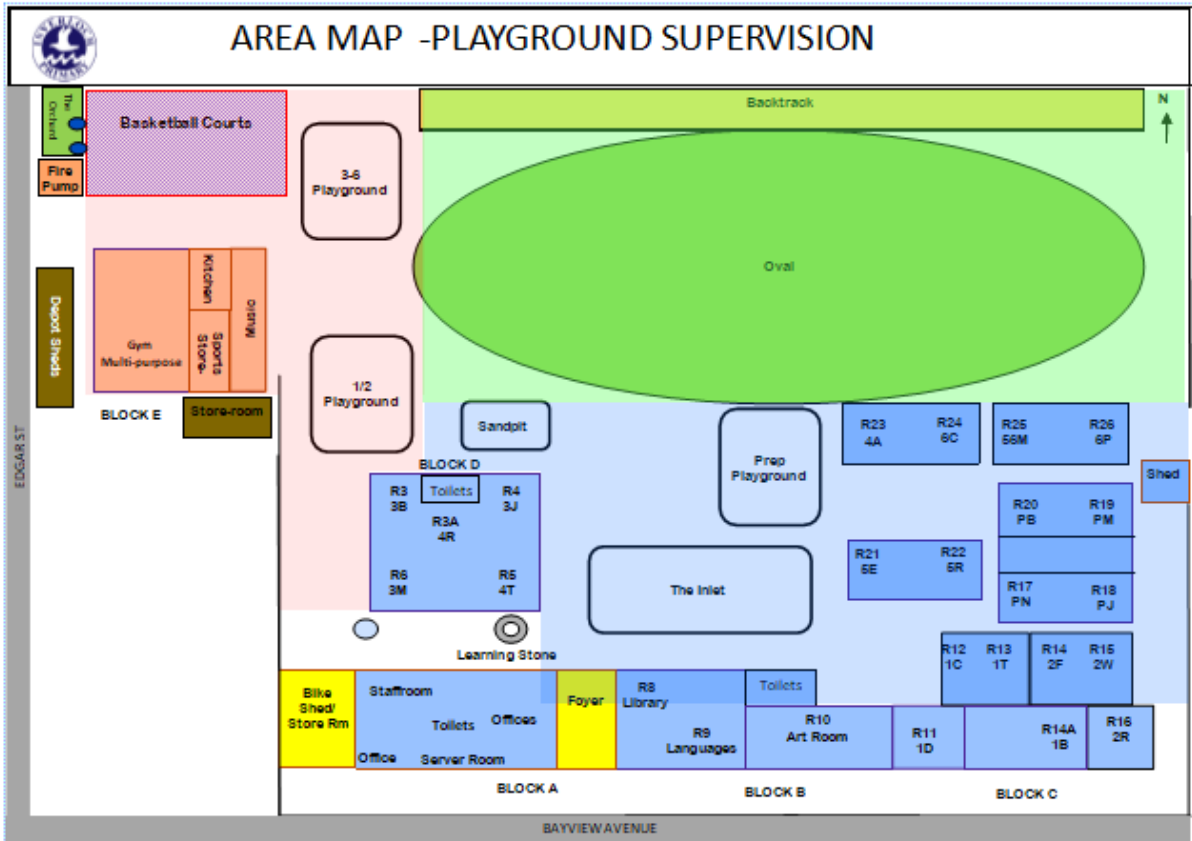 INVERLOCH
PRIMARY
AREA MAP -PLAYGROUND SUPERVISION
The
Orchard
Basketball Courts
Backtrack
N
Fire
Pump
3-6
Playground
Oval
Depot Sheds
Kitchen
Music
Sports
Store-
Gym
Multi-purpose
BLOCK E
Store-room
1/2
Playground
Sandpit
Prep
Playground
R23
4A
R24
6C
R25
56M
R26
6P
Shed
EDGAR ST
BLOCK D
R3
3B
Toilets
R4
3J
R3A
4R
R6
3M
R5
4T
R20
PB
R19
PM
R21
5E
R22
5R
R17
PN
R18
PJ
The Inlet
Learning Stone
R12
1C
R13
1T
R14
2F
R15
2W
Bike
Shed/
Store Rm
Staffroom
Toilets
Offices
Office
Server Room
Foyer
R8
Library
R9
Languages
Toilets
R10
Art Room
R11
1D
R14A
1B
R16
2R
BLOCK A
BLOCK B
BLOCK C
BAYVIEW AVENUE